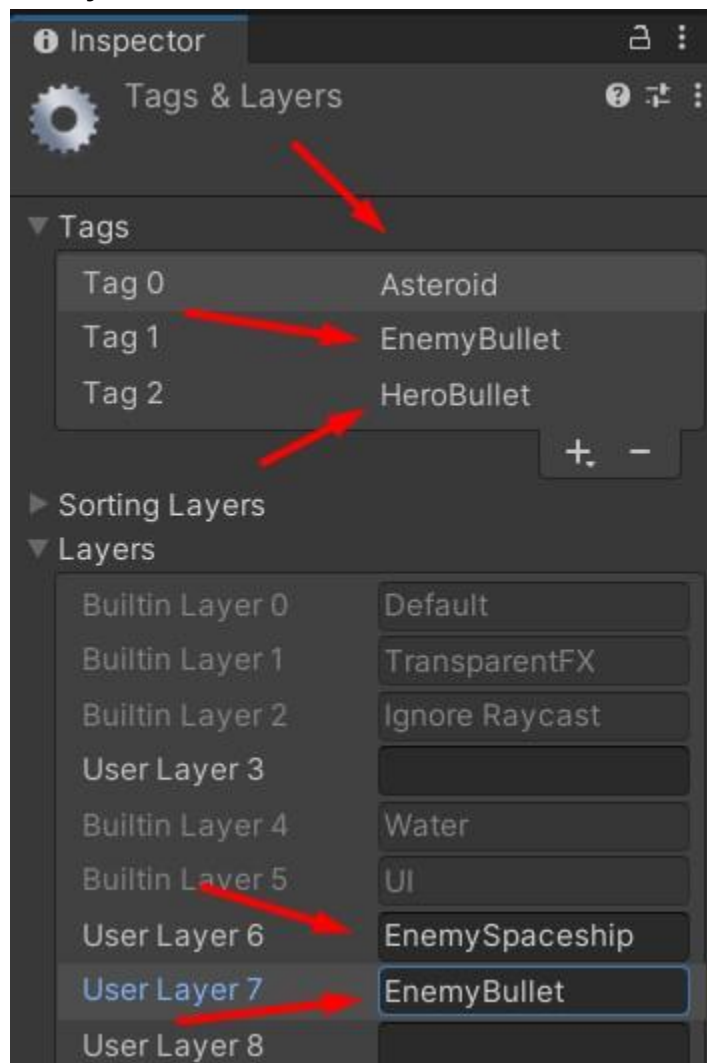 Inspector
Tags & Layers
Tags
Tag 0 Asteroid
Tag 1 EnemyBullet
Tag 2 HeroBullet
Sorting Layers
Layers
Builtin Layer 0 Default
Builtin Layer 1 TransparentFX
Builtin Layer 2 Ignore Raycast
User Layer 3
Builtin Layer 4 Water
Builtin Layer 5 UI
User Layer 6 EnemySpaceship
User Layer 7 EnemyBullet
User Layer 8